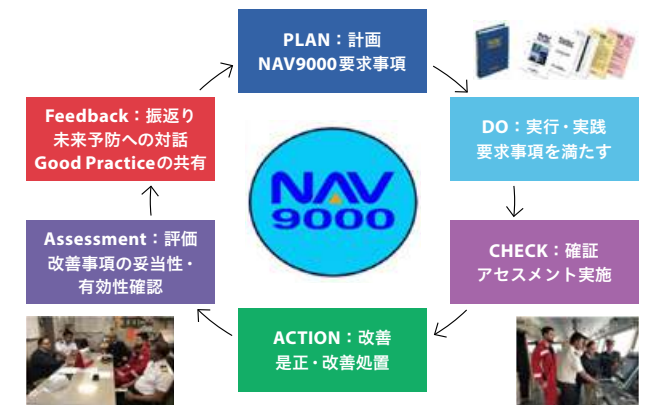 PLAN：計画
NAV9000要求事項
DO：実行・実践
要求事項を満たす
CHECK：確証
アセスメント実施
ACTION：改善
是正・改善処置
Assessment：評価
改善事項の妥当性・
有効性確認
Feedback：振返り
未来予防への対話
Good Practiceの共有
NAV
9000